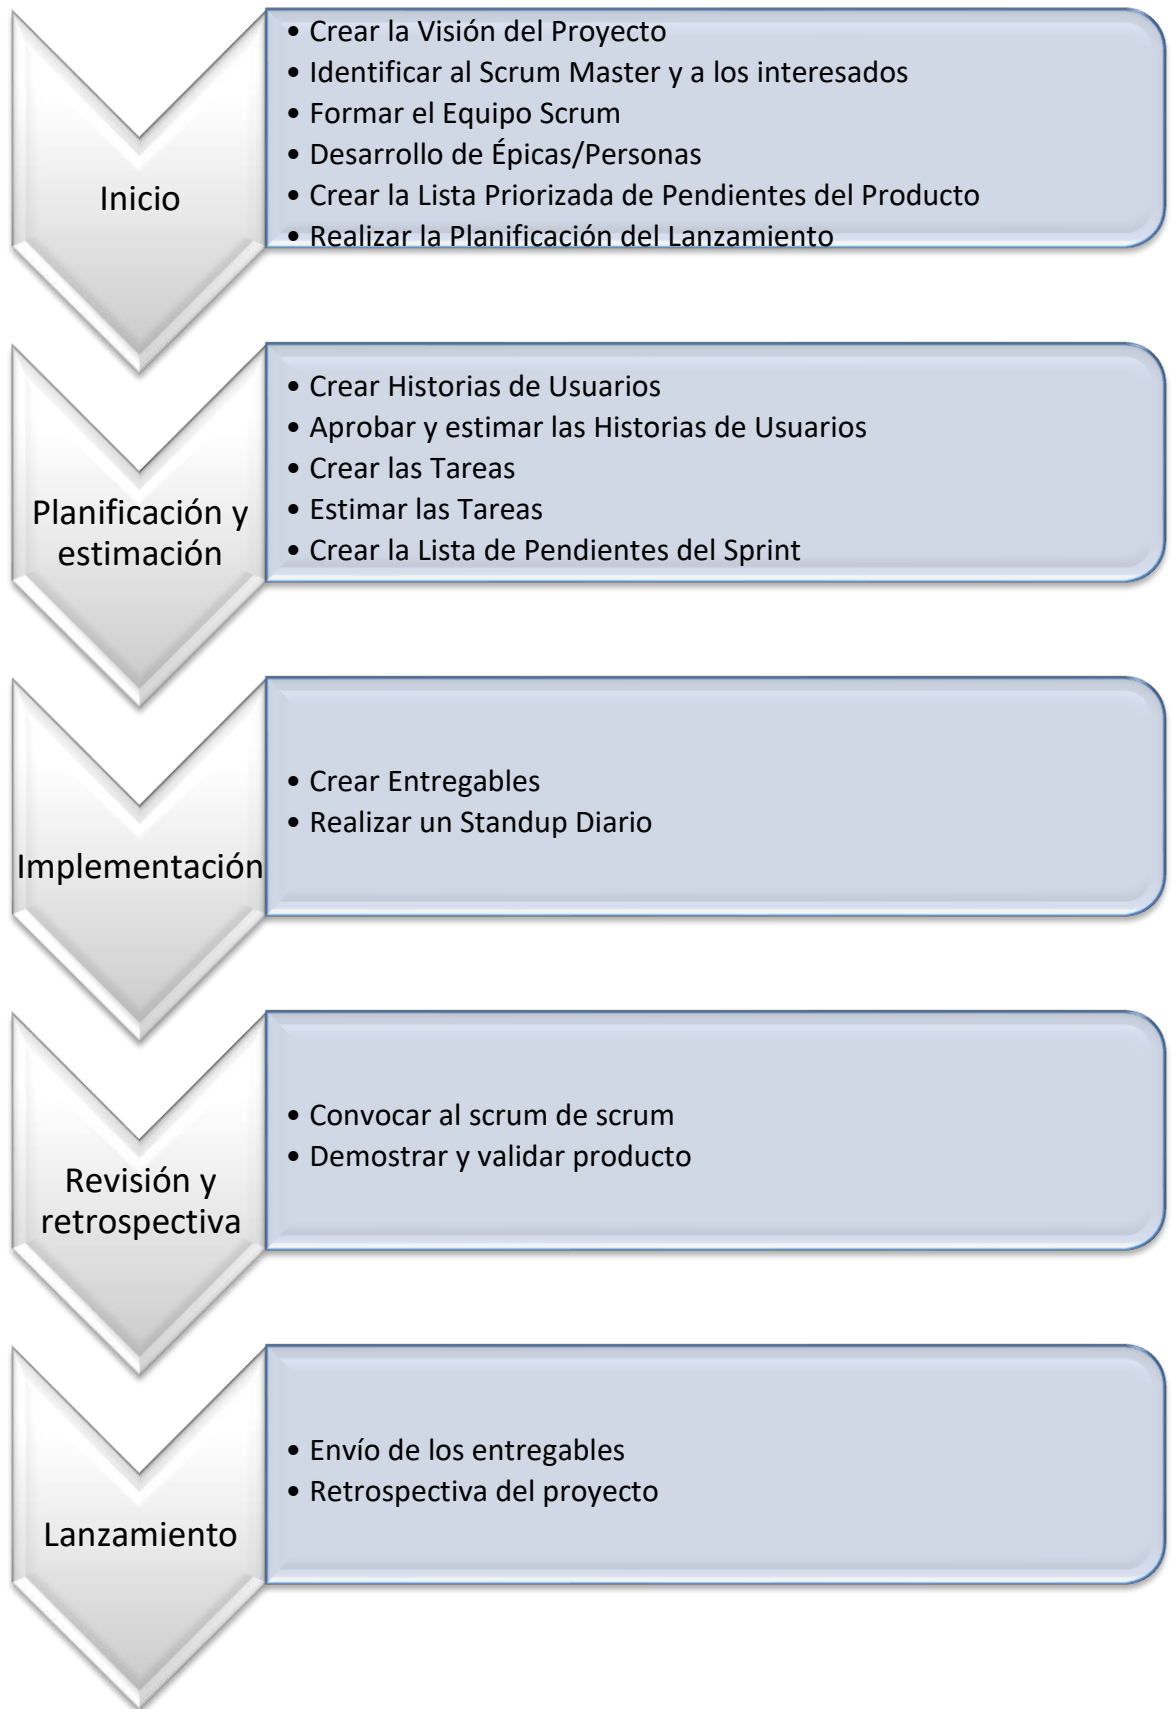 Inicio
• Crear la Visión del Proyecto
• Identificar al Scrum Master y a los interesados
• Formar el Equipo Scrum
• Desarrollo de Épicas/Personas
• Crear la Lista Priorizada de Pendientes del Producto
• Realizar la Planificación del Lanzamiento
Planificación y
estimación
• Crear Historias de Usuarios
• Aprobar y estimar las Historias de Usuarios
• Crear las Tareas
• Estimar las Tareas
• Crear la Lista de Pendientes del Sprint
Implementación
• Crear Entregables
• Realizar un Standup Diario
Revisión y
retrospectiva
• Convocar al scrum de scrum
• Demostrar y validar producto
Lanzamiento
• Envío de los entregables
• Retrospectiva del proyecto